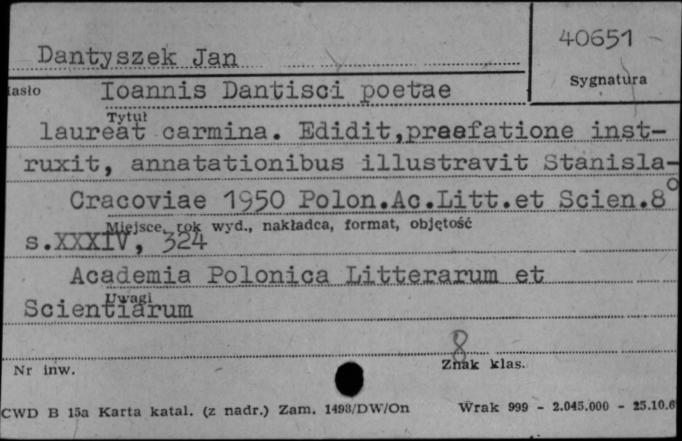 40651
Dantyszek Jan
sygnatura
asło Ioannis Dantisci poetae
Tytuł
laureat carmina. Edidit,praefatione inst-
ruxit, annatationibus illustravit Stanisla-
Cracoviae 1950 Polon.Ac.Litt.et Scien.8°
Miejsce, rok wyd., nakładca, format, objętość
s.XXXIV, 324
Academia Polonica Litterarum et
Uwagi
Scientiarum
8
Nr inw.
Znak klas.
CWD B 15a Karta katal. (z nadr.) Zam. 1493/DW/On Wrak 999 - 2.045.000 - 25.10.6